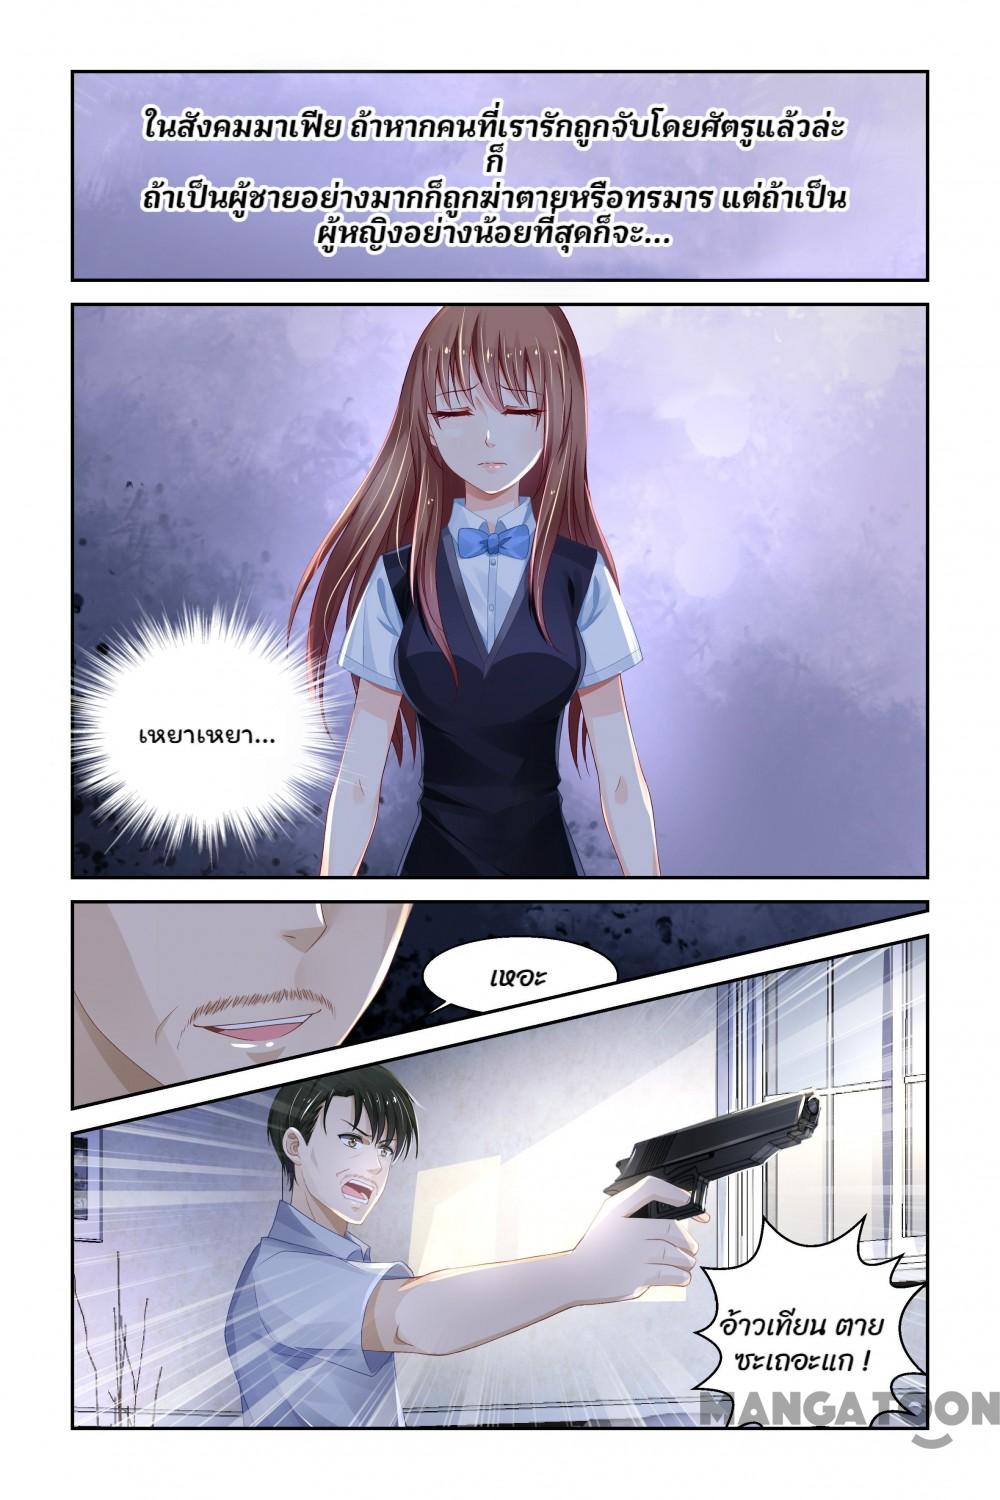 ในสังคมมาเฟีย ถ้าหากคนที่เรารักถูกจับโดยศัตรูแล้วล่ะ
ก็
ถ้าเป็นผู้ชายอย่างมากก็ถูกฆ่าตายหรือทรมาร แต่ถ้าเป็น
ผู้หญิงอย่างน้อยที่สุดก็จะ...
เหยาเหยา...
เหอะ
อ้าวเทียน ตาย
ซะเถอะแก !
MANGATOON